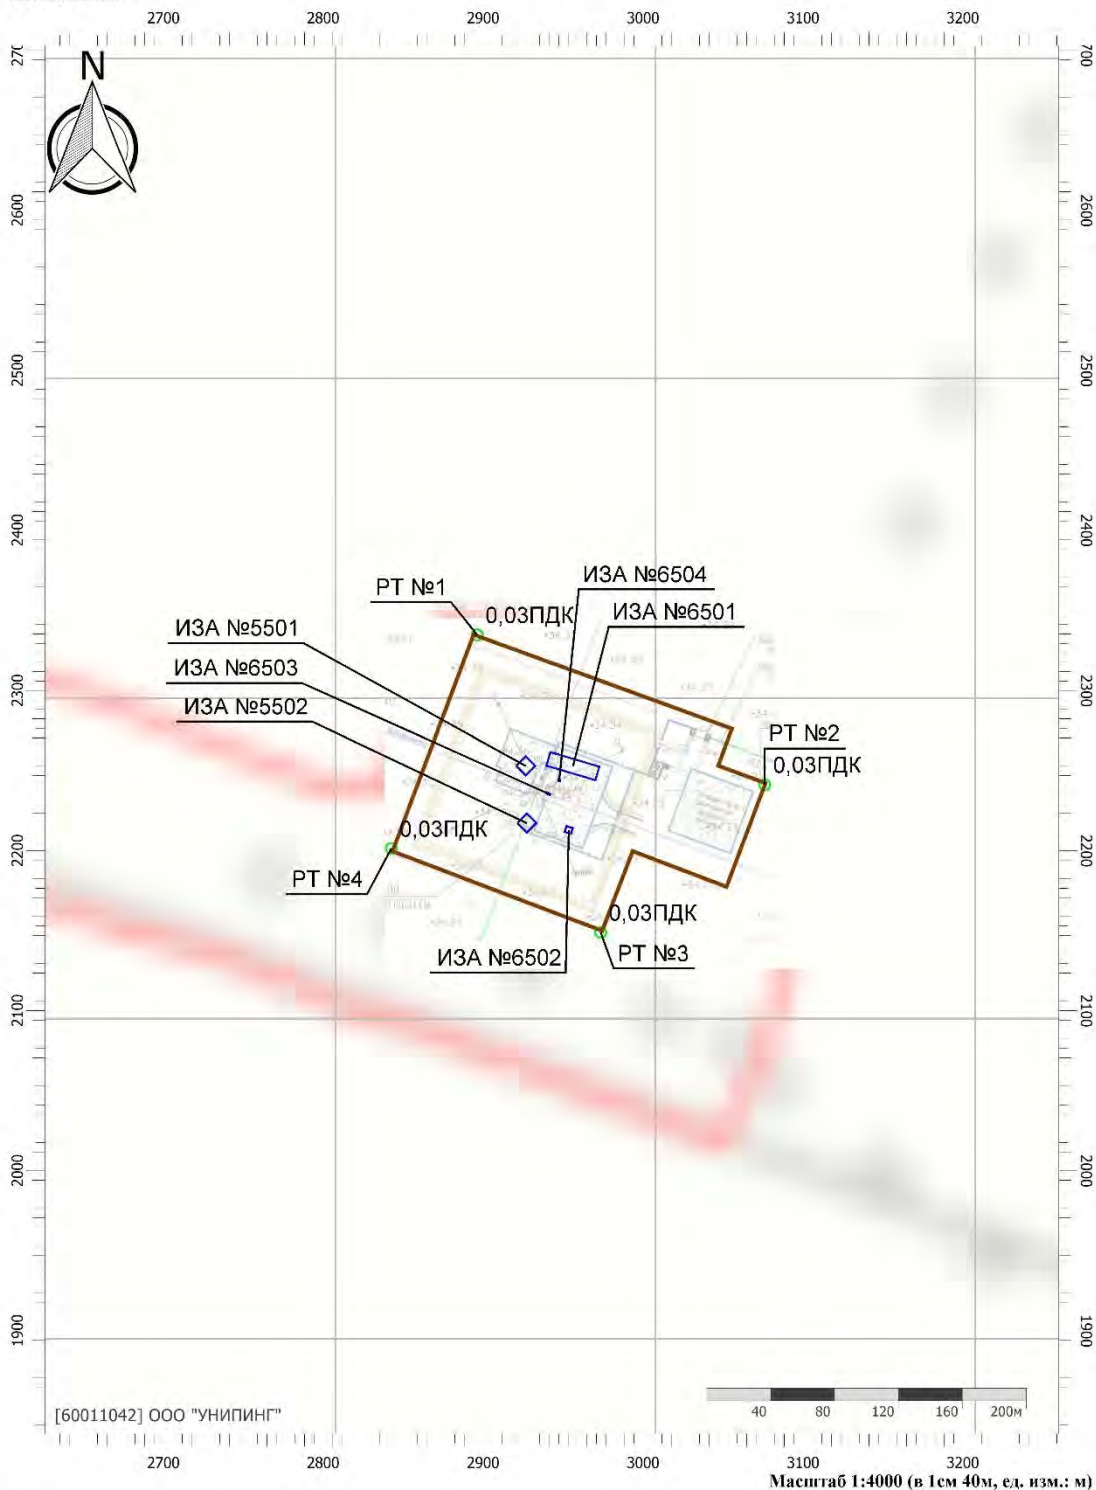 2700 2800 2900 3000 3100 3200
N
700
2600
2600
2500
2500
2400
2400
ИЗА №6504
РТ №1
0,03ПДК
ИЗА №6501
ИЗА №5501
ИЗА №6503
ИЗА №5502
2300
2300
РТ №2
0,03ПДК
0,03ПДК
2200
2200
РТ №4
0,03ПДК
ИЗА №6502
РТ №3
2100
2100
2000
2000
1900
1900
[60011042] ООО "УНИПИНГ"
40 80 120 160 200м
2700 2800 2900 3000 3100 3200
Масштаб 1:4000 (в 1см 40м, ед. изм.: м)